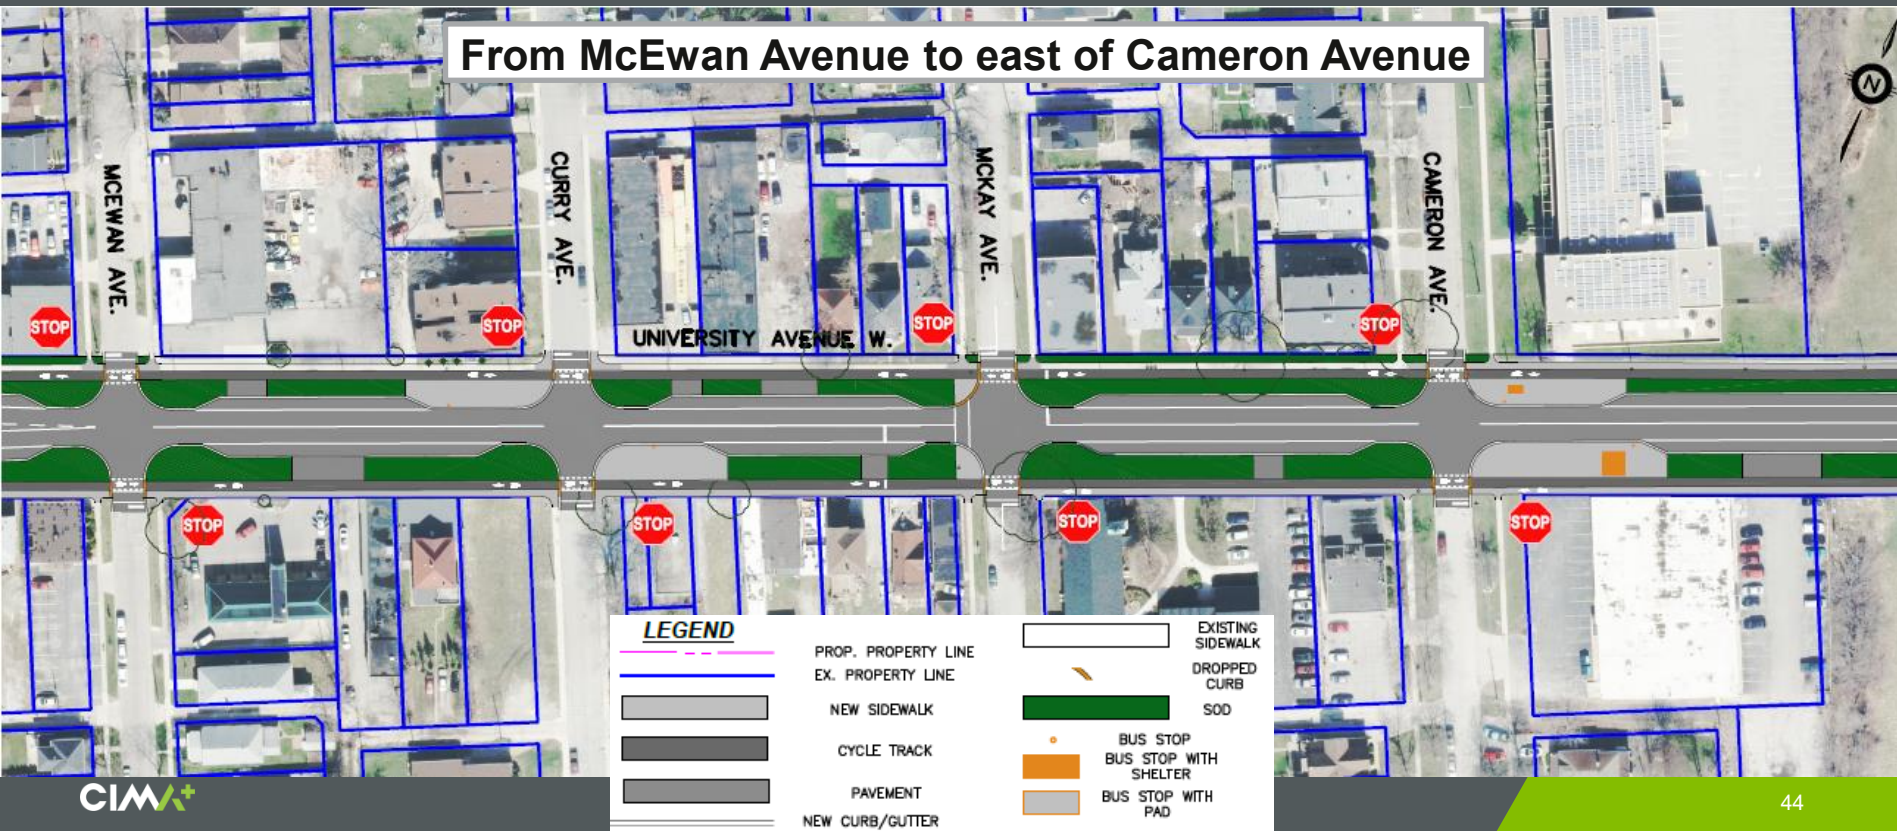 From McEwan Avenue to east of Cameron Avenue
N
MCEWAN AVE.
CURRY AVE.
MCKAY AVE.
CAMERON AVE.
STOP
STOP
STOP
STOP
UNIVERSITY AVENUE W.
STOP
STOP
STOP
STOP
LEGEND
PROP. PROPERTY LINE
EX. PROPERTY LINE
NEW SIDEWALK
CYCLE TRACK
PAVEMENT
NEW CURB/GUTTER
EXISTING
SIDEWALK
DROPPED
CURB
SOD
BUS STOP
BUS STOP WITH
SHELTER
BUS STOP WITH
PAD
CIMA+
44